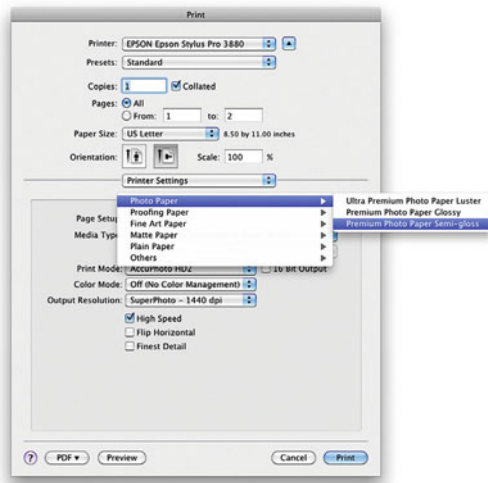 Print
Printer: EPSON Epson Stylus Pro 3880
Presets: Standard
Copies: 1 Collated
Pages: All
From: 1 to: 2
Paper Size: US Letter 8.50 by 11.00 inches
Orientation: Scale: 100 %
Printer Settings
Photo Paper
Proofing Paper
Fine Art Paper
Matte Paper
Plain Paper
Others
Ultra Premium Photo Paper Luster
Premium Photo Paper Glossy
Premium Photo Paper Semi-gloss
Page Setup
Media Type
Print Mode: AccuPhoto HD2 16 Bit Output
Color Mode: Off (No Color Management)
Output Resolution: SuperPhoto - 1440 dpi
High Speed
Flip Horizontal
Finest Detail
? PDF Preview Cancel Print